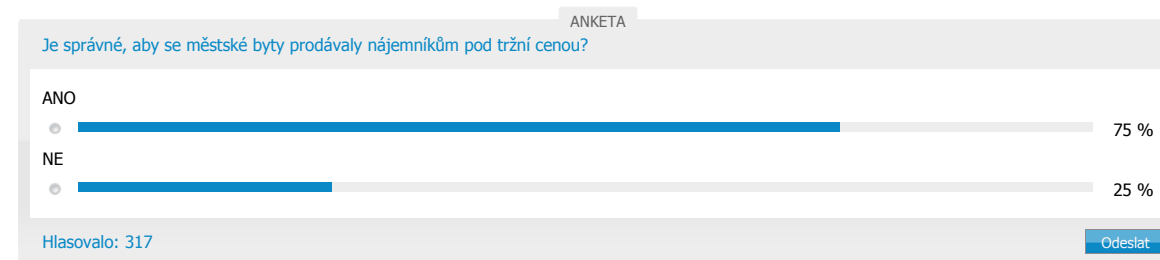 ANKETA
Je správné, aby se městské byty prodávaly nájemníkům pod tržní cenou?
ANO
75 %
NE
25 %
Hlasovalo: 317
Odeslat